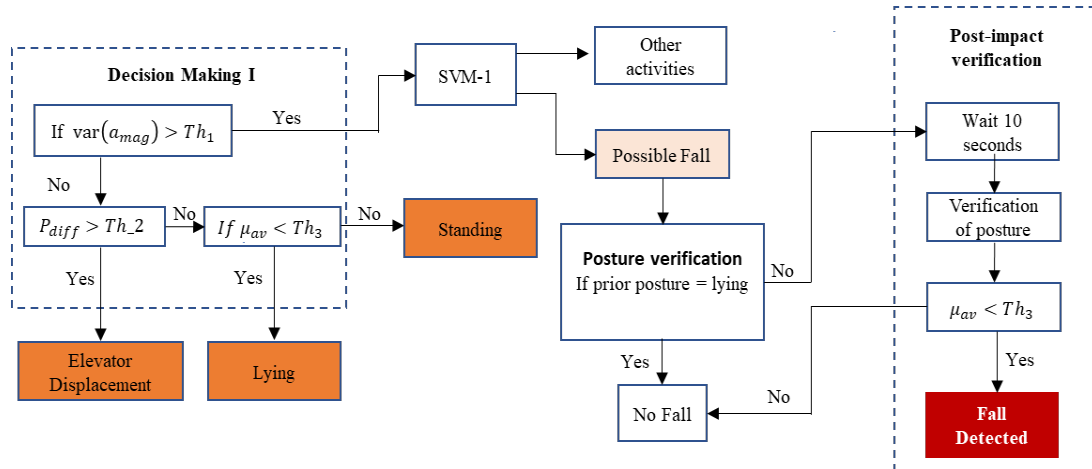 Decision Making I
If var(a_mag) > Th_1
Yes
No
P_diff > Th_2
No
If μ_av < Th_3
No
Standing
Yes
Yes
Elevator
Displacement
Lying
SVM-1
Other
activities
Possible Fall
Posture verification
If prior posture = lying
No
Yes
No Fall
No
Post-impact
verification
Wait 10
seconds
Verification
of posture
μ_av < Th_3
Yes
Fall
Detected